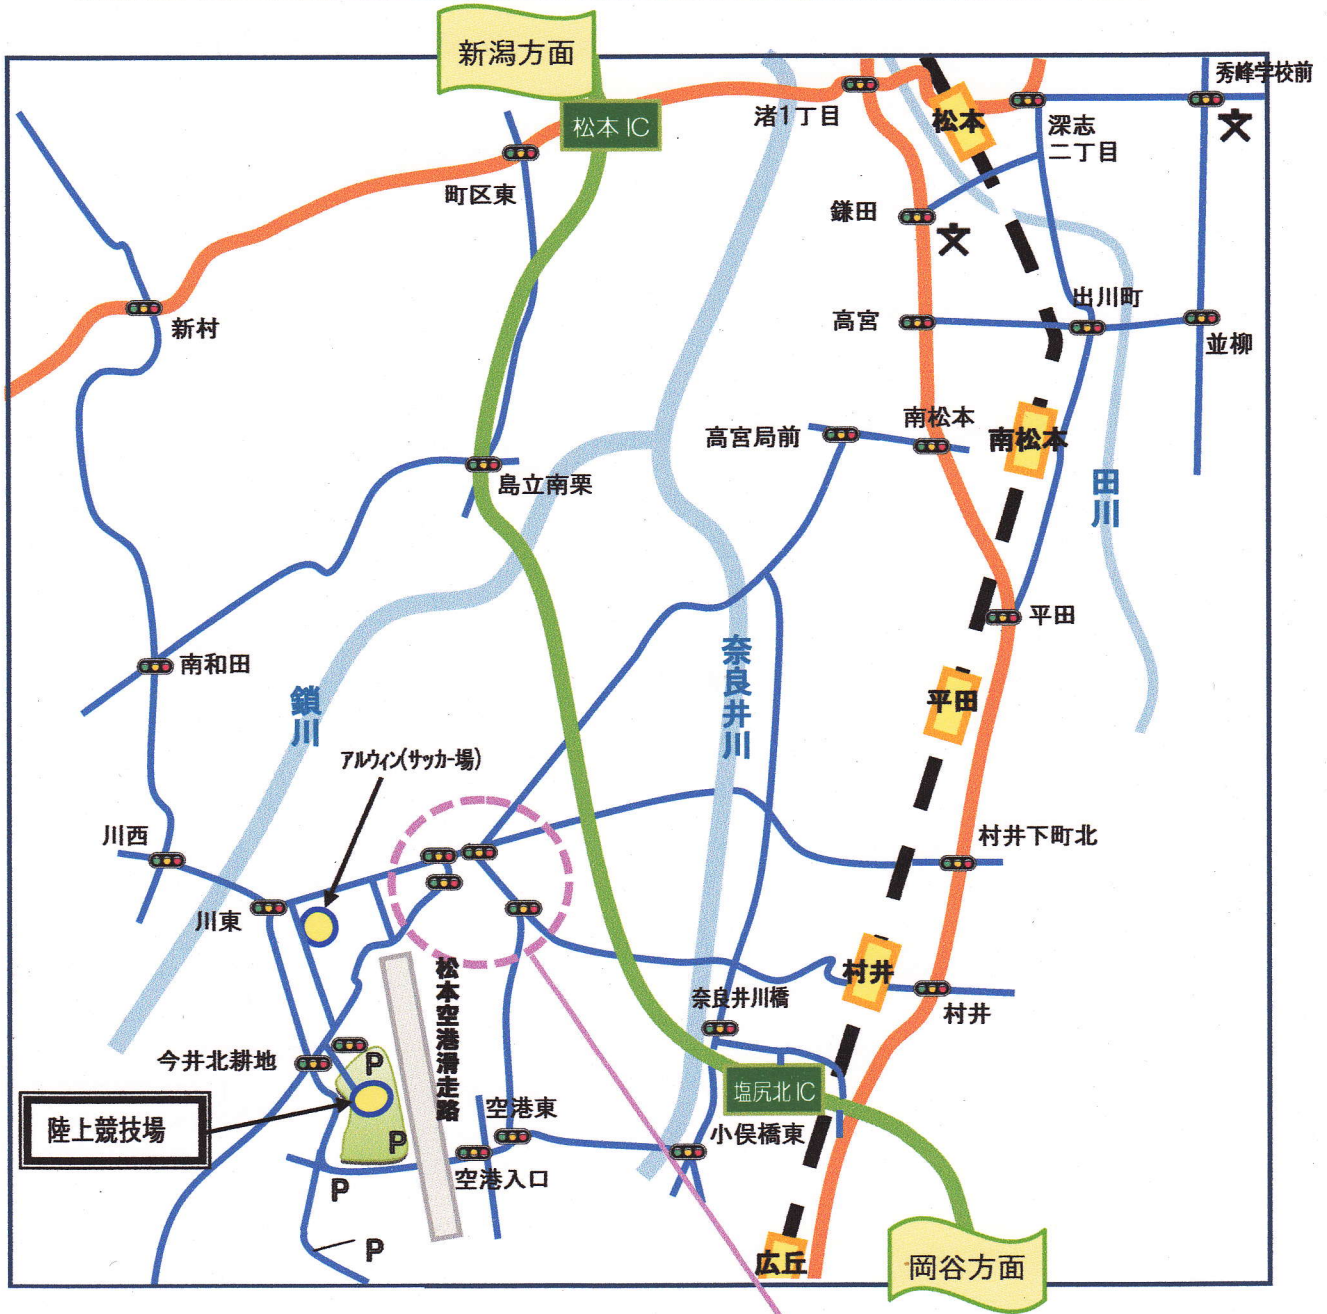 新潟方面
松本IC
渚1丁目
松本
深志
二丁目
秀峰学校前
文
町区東
鎌田
文
新村
高宮
出川町
並柳
高宮局前
南松本
南松本
島立南栗
田川
平田
南和田
鎖川
奈良井川
平田
アルウィン(サッカー場)
川西
村井下町北
川東
松本空港滑走路
村井
奈良井川橋
村井
今井北耕地
P
塩尻北IC
陸上競技場
空港東
小俣橋東
P
空港入口
P
P
広丘
岡谷方面